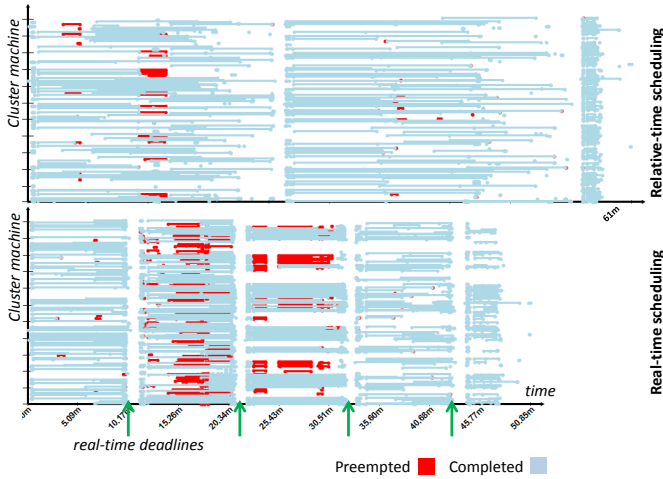 Cluster machine
Relative-time scheduling
61m
Cluster machine
Real-time scheduling
time
5.09m
10.17m
15.26m
20.34m
25.43m
30.51m
35.60m
40.68m
45.77m
50.85m
real-time deadlines
Preempted
Completed